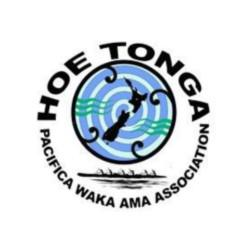 HOE TONGA
PACIFICA WAKA AMA ASSOCIATION